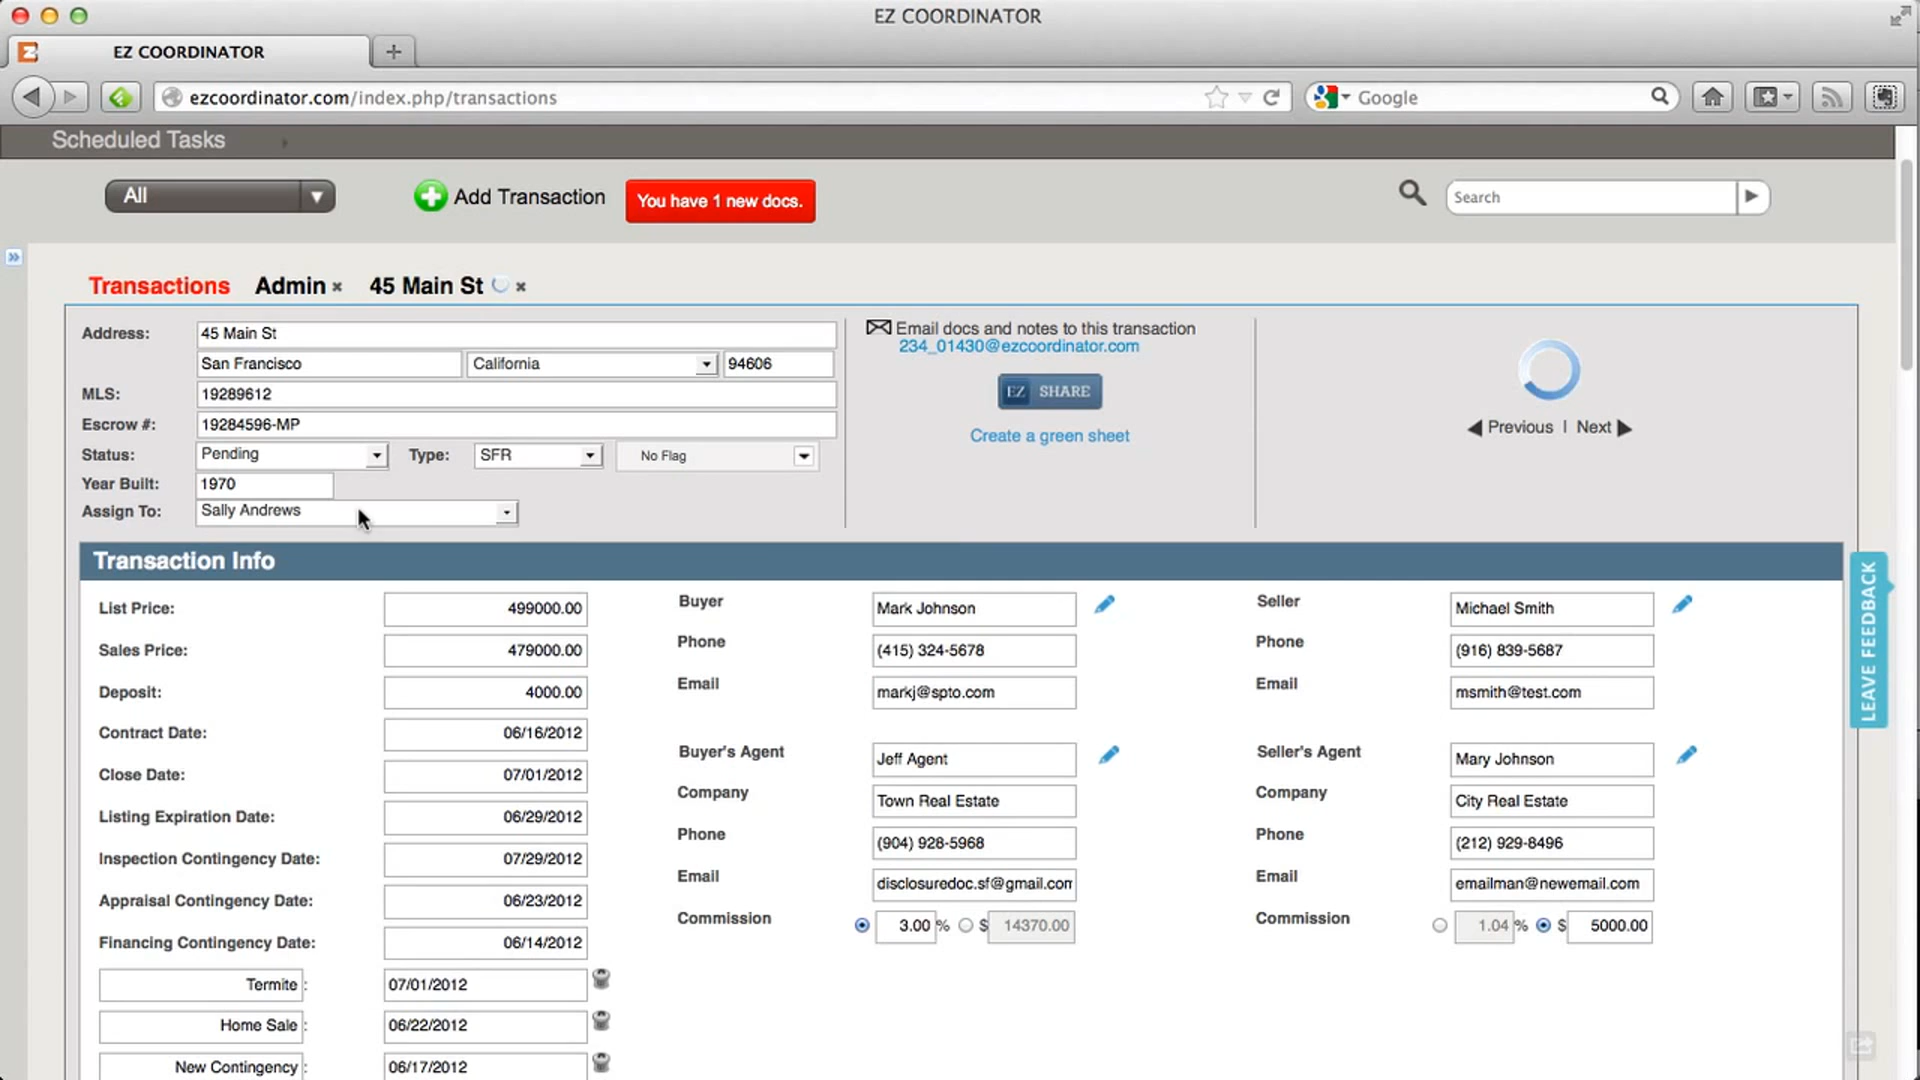 EZ COORDINATOR
EZ COORDINATOR
ezcoordinator.com/index.php/transactions
Google
Scheduled Tasks
All
Add Transaction
You have 1 new docs.
Search
Transactions
Admin
45 Main St
Address:
45 Main St
San Francisco
California
94606
MLS:
19289612
Escrow #:
19284596-MP
Status:
Pending
Type:
SFR
No Flag
Year Built:
1970
Assign To:
Sally Andrews
Email docs and notes to this transaction
234_01430@ezcoordinator.com
EZ SHARE
Create a green sheet
Previous | Next
Transaction Info
List Price:
499000.00
Sales Price:
479000.00
Deposit:
4000.00
Contract Date:
06/16/2012
Close Date:
07/01/2012
Listing Expiration Date:
06/29/2012
Inspection Contingency Date:
07/29/2012
Appraisal Contingency Date:
06/23/2012
Financing Contingency Date:
06/14/2012
Termite :
07/01/2012
Home Sale :
06/22/2012
New Contingency :
06/17/2012
Buyer
Mark Johnson
Phone
(415) 324-5678
Email
markj@spto.com
Buyer's Agent
Jeff Agent
Company
Town Real Estate
Phone
(904) 928-5968
Email
disclosuredoc.sf@gmail.com
Commission
3.00 % $ 14370.00
Seller
Michael Smith
Phone
(916) 839-5687
Email
msmith@test.com
Seller's Agent
Mary Johnson
Company
City Real Estate
Phone
(212) 929-8496
Email
emailman@newemail.com
Commission
1.04 % $ 5000.00
LEAVE FEEDBACK